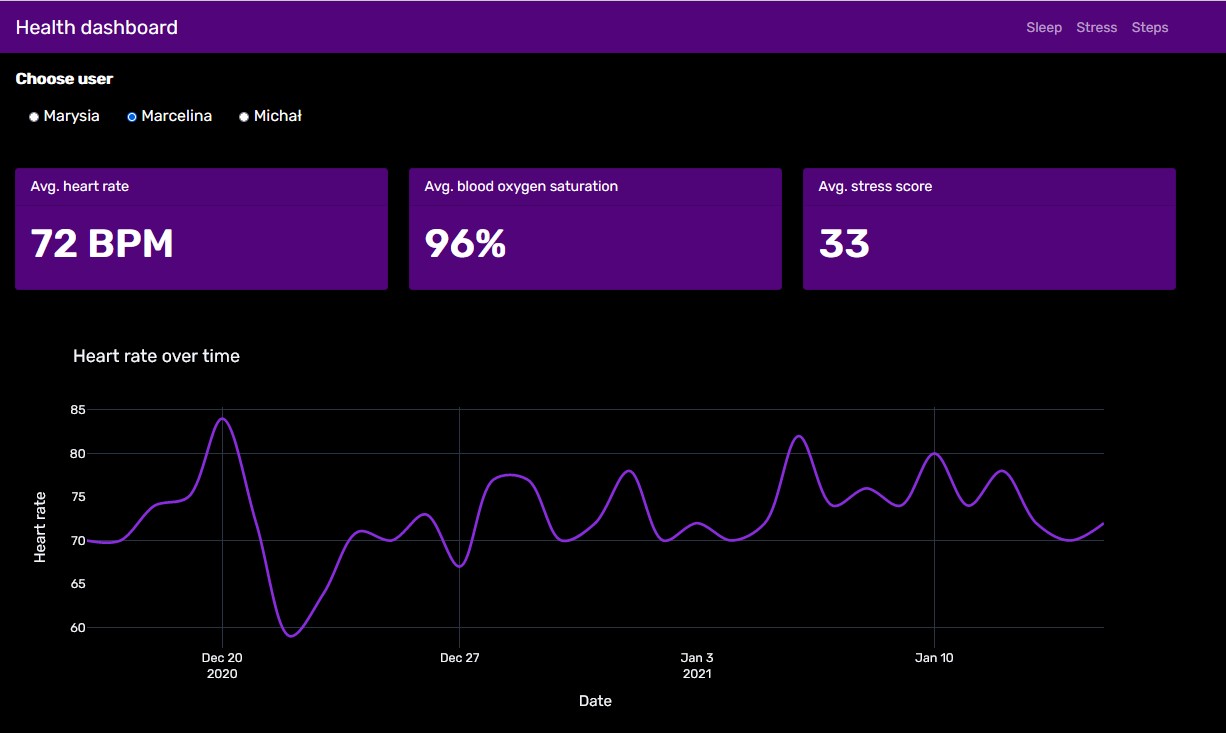 Health dashboard
Sleep Stress Steps
Choose user
Marysia Marcelina Michał
Avg. heart rate
72 BPM
Avg. blood oxygen saturation
96%
Avg. stress score
33
Heart rate over time
85
80
75
70
65
60
Heart rate
Dec 20
2020
Dec 27
Jan 3
2021
Jan 10
Date